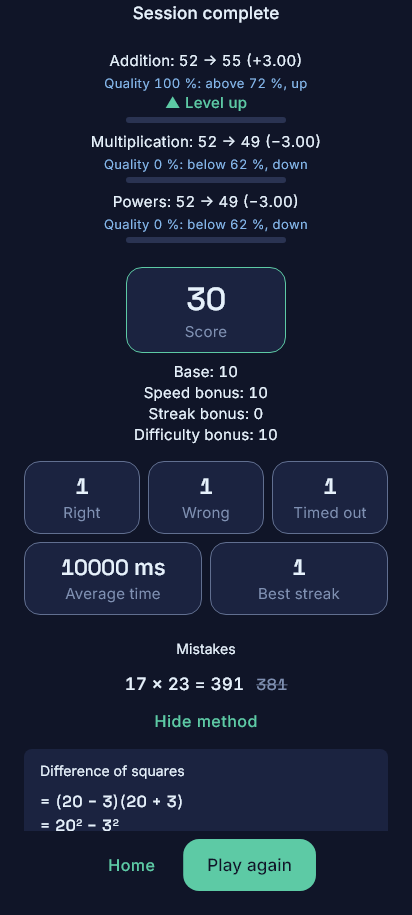 Session complete
Addition: 52 → 55 (+3.00)
Quality 100 %: above 72 %, up
▲ Level up
Multiplication: 52 → 49 (−3.00)
Quality 0 %: below 62 %, down
Powers: 52 → 49 (−3.00)
Quality 0 %: below 62 %, down
30
Score
Base: 10
Speed bonus: 10
Streak bonus: 0
Difficulty bonus: 10
1 1 1
Right Wrong Timed out
10000 ms 1
Average time Best streak
Mistakes
17 × 23 = 391 381
Hide method
Difference of squares
= (20 − 3)(20 + 3)
= 20² − 3²
Home Play again